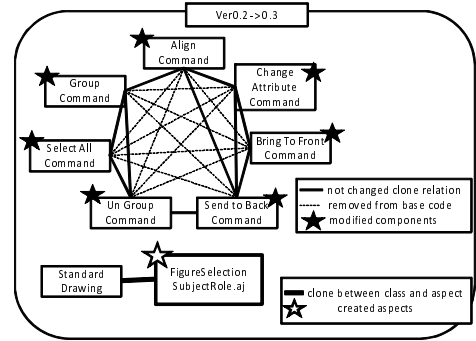 Ver0.2->0.3
Align
Command
Group
Command
Change
Attribute
Command
Select All
Command
Bring To Front
Command
Un Group
Command
Send to Back
Command
not changed clone relation
removed from base code
modified components
Standard
Drawing
FigureSelection
SubjectRole.aj
clone between class and aspect
created aspects